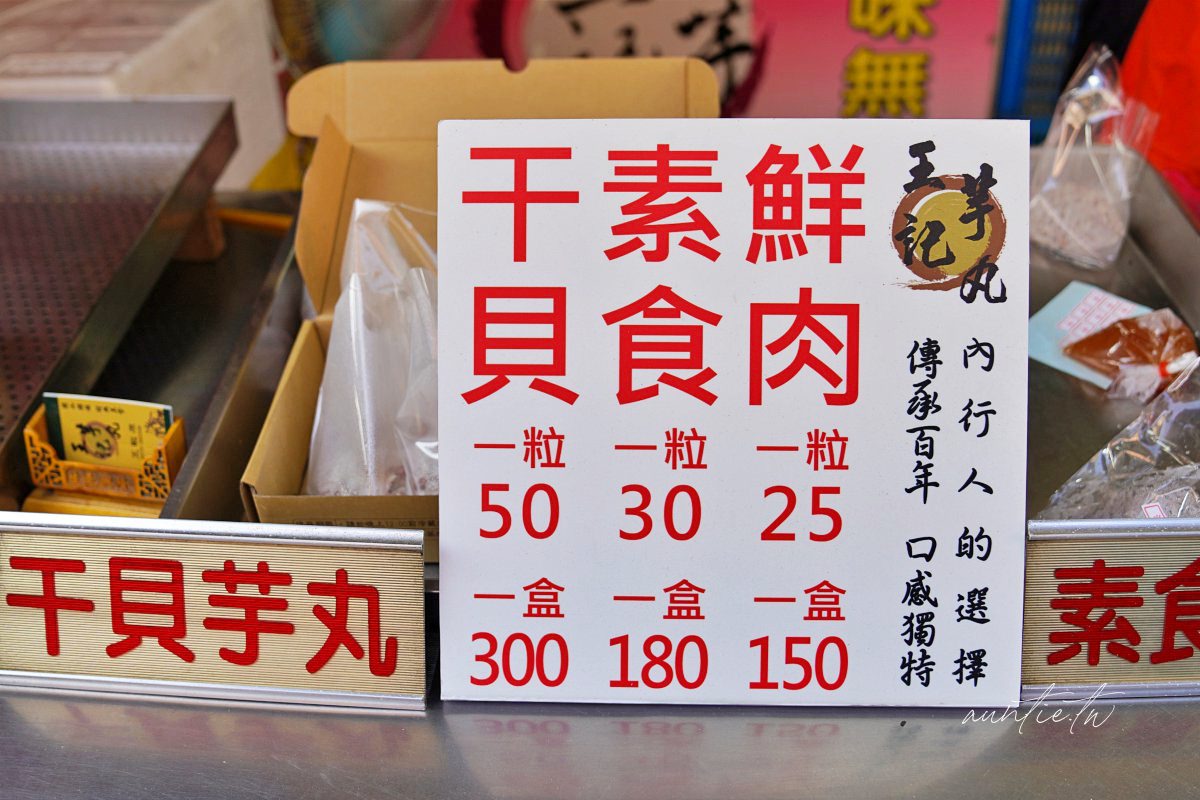 味無
王記
芋丸
鮮肉
一粒
25
一盒
150
素食
一粒
30
一盒
180
干貝
一粒
50
一盒
300
內行人的選擇
傳承百年 口感獨特
干貝芋丸
素食
auntie.tw